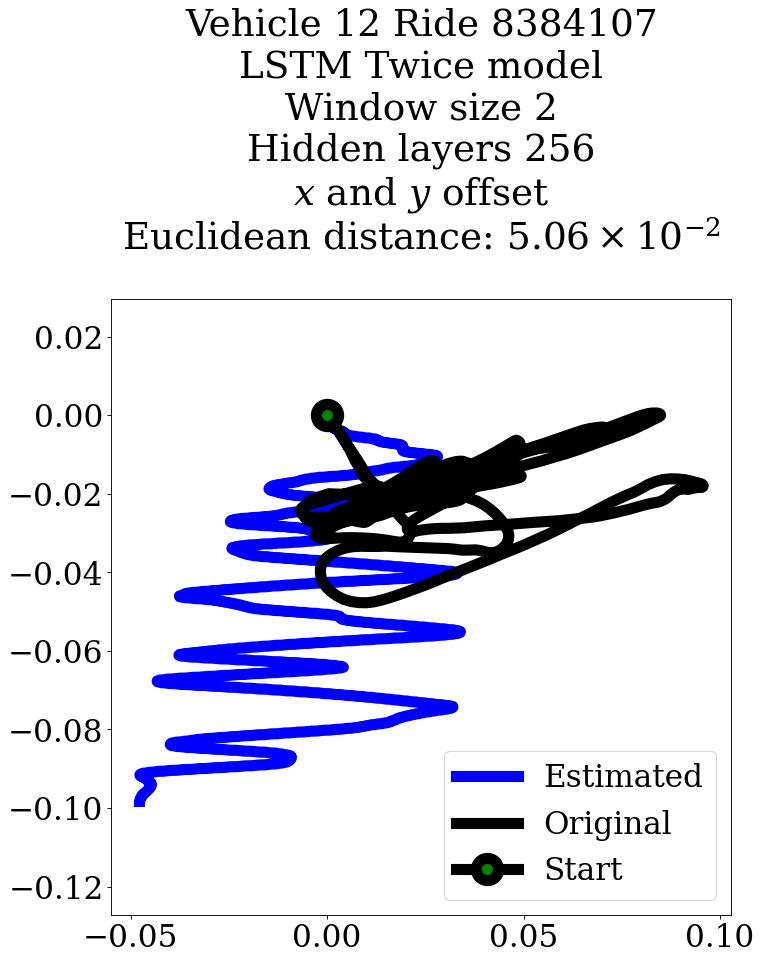 Vehicle 12 Ride 8384107
LSTM Twice model
Window size 2
Hidden layers 256
x and y offset
Euclidean distance: 5.06 × 10⁻²
0.02
0.00
−0.02
−0.04
−0.06
−0.08
−0.10
−0.12
Estimated
Original
Start
−0.05 0.00 0.05 0.10